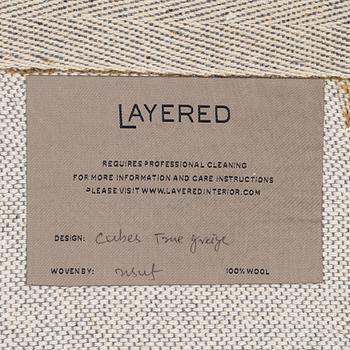 LAYERED
REQUIRES PROFESSIONAL CLEANING
FOR MORE INFORMATION AND CARE INSTRUCTIONS
PLEASE VISIT WWW.LAYEREDINTERIOR.COM
DESIGN: Cubes True greige
WOVEN BY: 100% WOOL